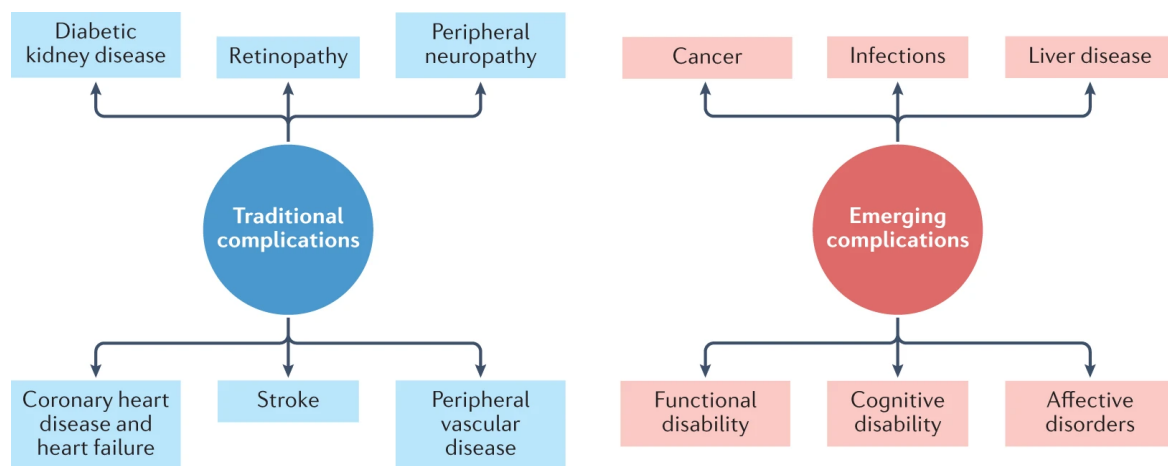 Diabetic
kidney disease
Retinopathy
Peripheral
neuropathy
Traditional
complications
Coronary heart
disease and
heart failure
Stroke
Peripheral
vascular
disease
Cancer
Infections
Liver disease
Emerging
complications
Functional
disability
Cognitive
disability
Affective
disorders